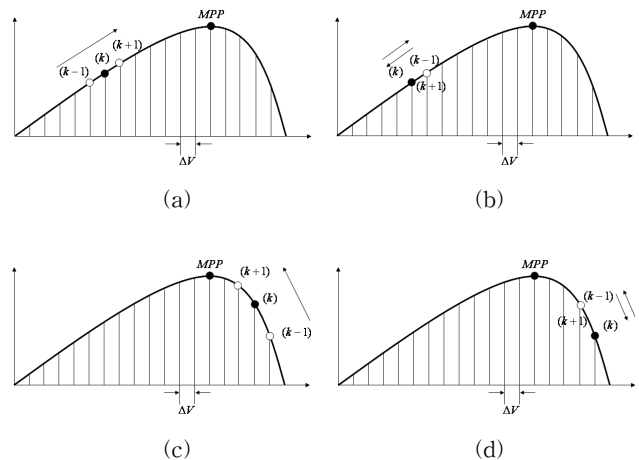 MPP
(k+1)
(k)
(k−1)
ΔV
(a)
MPP
(k−1)
(k)
(k+1)
ΔV
(b)
MPP
(k+1)
(k)
(k−1)
ΔV
(c)
MPP
(k−1)
(k+1) (k)
ΔV
(d)